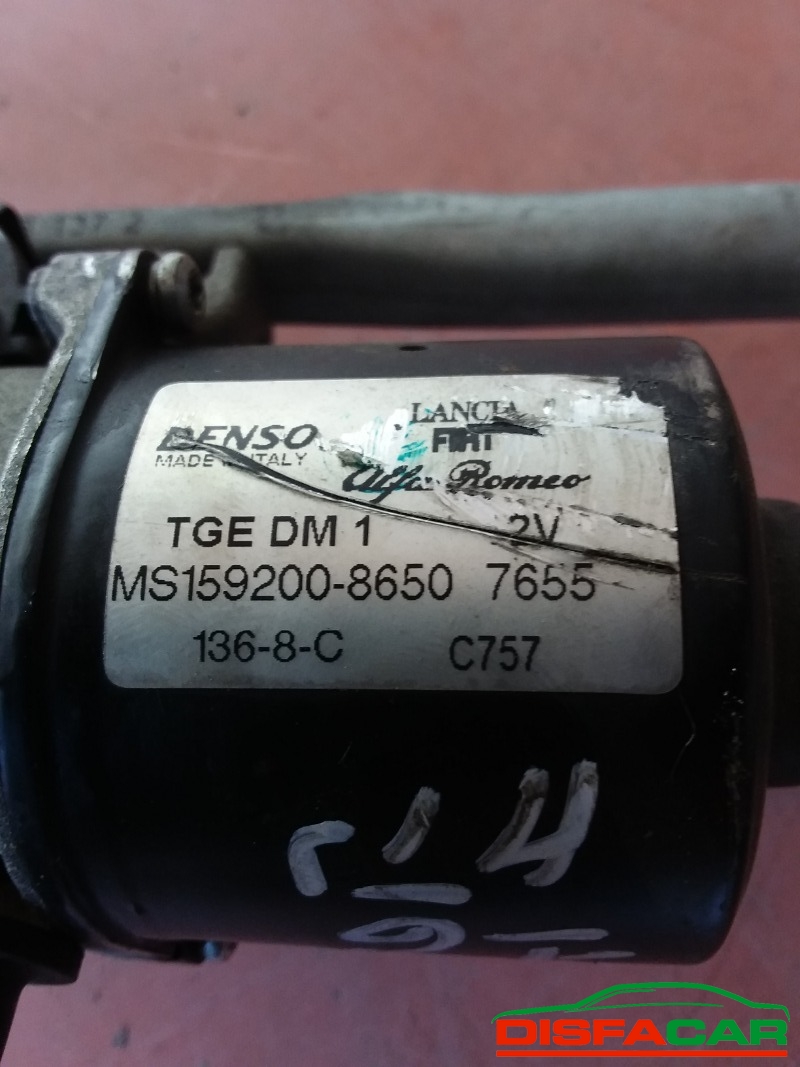 LANCIA
DENSO FIAT
MADE IN ITALY
Alfa Romeo
TGE DM 1 2V
MS159200-8650 7655
136-8-C C757
DISFACAR